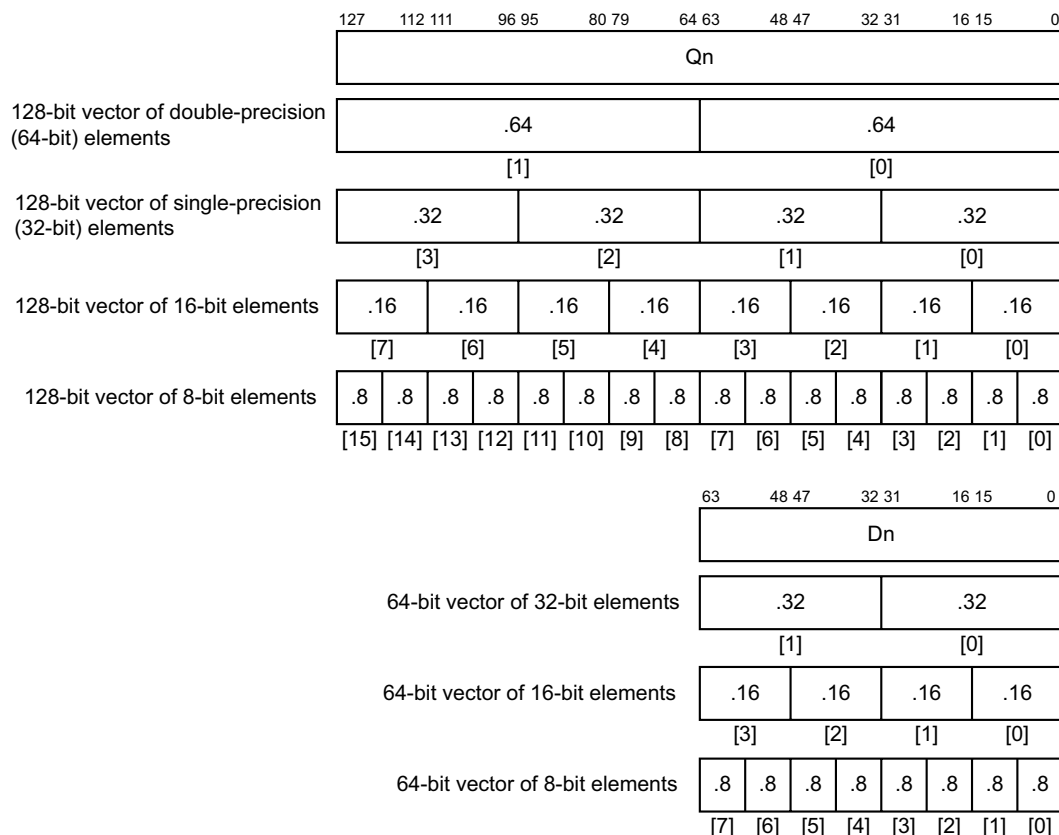 127 112 111 96 95 80 79 64 63 48 47 32 31 16 15 0
Qn
128-bit vector of double-precision
(64-bit) elements
.64 .64
[1] [0]
128-bit vector of single-precision
(32-bit) elements
.32 .32 .32 .32
[3] [2] [1] [0]
128-bit vector of 16-bit elements
.16 .16 .16 .16 .16 .16 .16 .16
[7] [6] [5] [4] [3] [2] [1] [0]
128-bit vector of 8-bit elements
.8 .8 .8 .8 .8 .8 .8 .8 .8 .8 .8 .8 .8 .8 .8 .8
[15] [14] [13] [12] [11] [10] [9] [8] [7] [6] [5] [4] [3] [2] [1] [0]
63 48 47 32 31 16 15 0
Dn
64-bit vector of 32-bit elements
.32 .32
[1] [0]
64-bit vector of 16-bit elements
.16 .16 .16 .16
[3] [2] [1] [0]
64-bit vector of 8-bit elements
.8 .8 .8 .8 .8 .8 .8 .8
[7] [6] [5] [4] [3] [2] [1] [0]